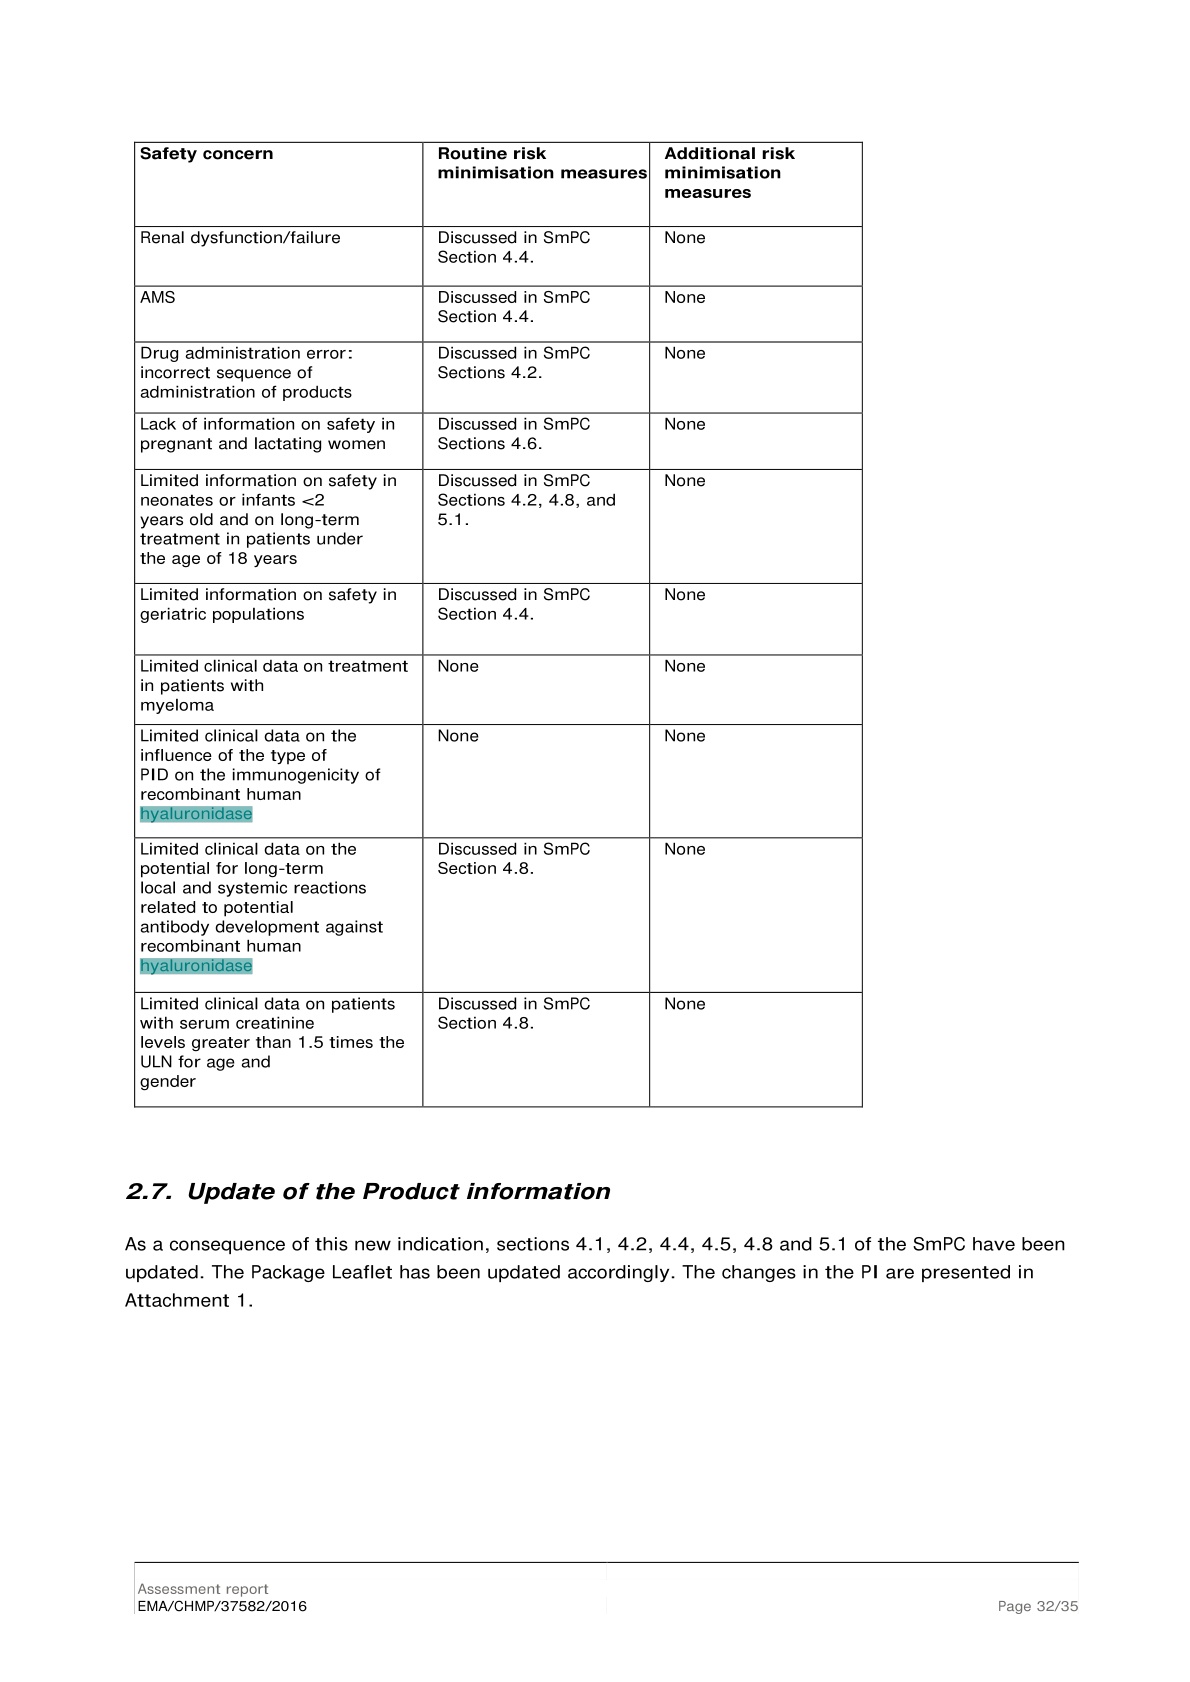 Safety concern
Routine risk
minimisation measures
Additional risk
minimisation
measures
Renal dysfunction/failure
Discussed in SmPC
Section 4.4.
None
AMS
Discussed in SmPC
Section 4.4.
None
Drug administration error:
incorrect sequence of
administration of products
Discussed in SmPC
Sections 4.2.
None
Lack of information on safety in
pregnant and lactating women
Discussed in SmPC
Sections 4.6.
None
Limited information on safety in
neonates or infants <2
years old and on long-term
treatment in patients under
the age of 18 years
Discussed in SmPC
Sections 4.2, 4.8, and
5.1.
None
Limited information on safety in
geriatric populations
Discussed in SmPC
Section 4.4.
None
Limited clinical data on treatment
in patients with
myeloma
None
None
Limited clinical data on the
influence of the type of
PID on the immunogenicity of
recombinant human
hyaluronidase
None
None
Limited clinical data on the
potential for long-term
local and systemic reactions
related to potential
antibody development against
recombinant human
hyaluronidase
Discussed in SmPC
Section 4.8.
None
Limited clinical data on patients
with serum creatinine
levels greater than 1.5 times the
ULN for age and
gender
Discussed in SmPC
Section 4.8.
None
2.7. Update of the Product information
As a consequence of this new indication, sections 4.1, 4.2, 4.4, 4.5, 4.8 and 5.1 of the SmPC have been
updated. The Package Leaflet has been updated accordingly. The changes in the PI are presented in
Attachment 1.
Assessment report
EMA/CHMP/37582/2016
Page 32/35